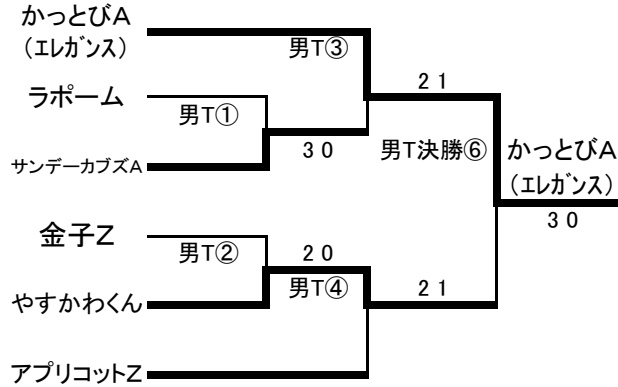 かっとびA
(エレガンス)
男T③
21
ラポーム
男T①
30
男T決勝⑥
かっとびA
(エレガンス)
サンデーカブズA
30
金子Z
男T②
20
男T④
21
やすかわくん
アプリコットZ